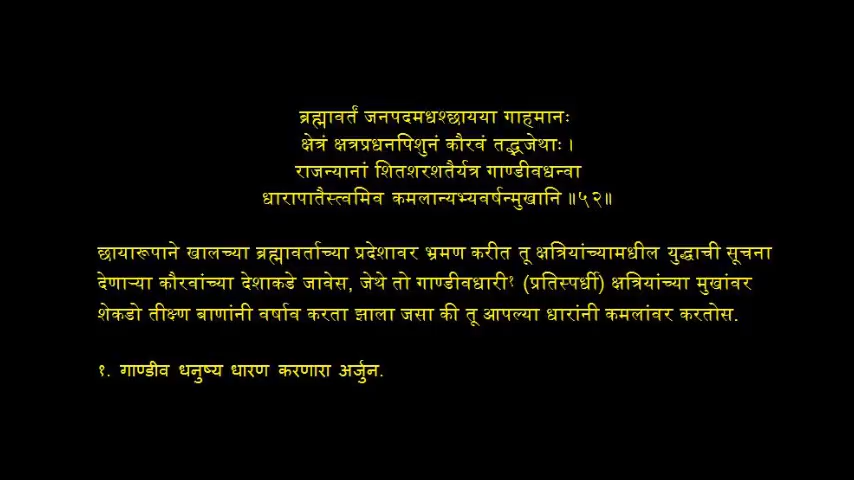 ब्रह्मावर्तं जनपदमधश्छायया गाहमानः
क्षेत्रं क्षत्रप्रधनपिशुनं कौरवं तद्भजेथाः ।
राजन्यानां शितशरशतैर्यत्र गाण्डीवधन्वा
धारापातैस्त्वमिव कमलान्यभ्यवर्षन्मुखानि ॥५२॥
छायारूपाने खालच्या ब्रह्मावर्ताच्या प्रदेशावर भ्रमण करीत तू क्षत्रियांच्यामधील युद्धाची सूचना
देणाऱ्या कौरवांच्या देशाकडे जावेस, जेथे तो गाण्डीवधारी१ (प्रतिस्पर्धी) क्षत्रियांच्या मुखांवर
शेकडो तीक्ष्ण बाणांनी वर्षाव करता झाला जसा की तू आपल्या धारांनी कमलांवर करतोस.
१. गाण्डीव धनुष्य धारण करणारा अर्जुन.